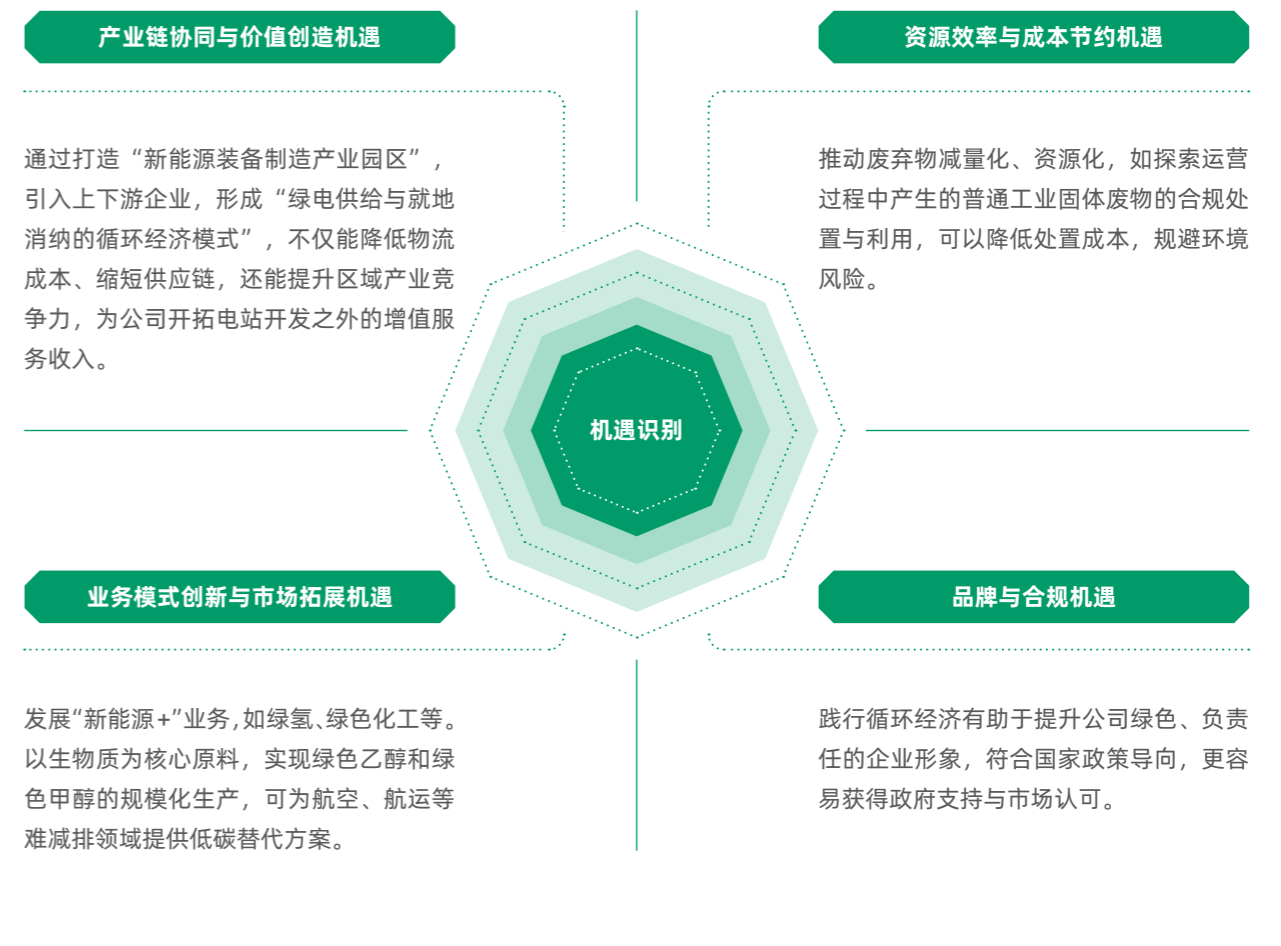 产业链协同与价值创造机遇
通过打造“新能源装备制造产业园区”，
引入上下游企业，形成“绿电供给与就地
消纳的循环经济模式”，不仅能降低物流
成本、缩短供应链，还能提升区域产业竞
争力，为公司开拓电站开发之外的增值服
务收入。
资源效率与成本节约机遇
推动废弃物减量化、资源化，如探索运营
过程中产生的普通工业固体废物的合规处
置与利用，可以降低处置成本，规避环境
风险。
机遇识别
业务模式创新与市场拓展机遇
发展“新能源+”业务，如绿氢、绿色化工等。
以生物质为核心原料，实现绿色乙醇和绿
色甲醇的规模化生产，可为航空、航运等
难减排领域提供低碳替代方案。
品牌与合规机遇
践行循环经济有助于提升公司绿色、负责
任的企业形象，符合国家政策导向，更容
易获得政府支持与市场认可。